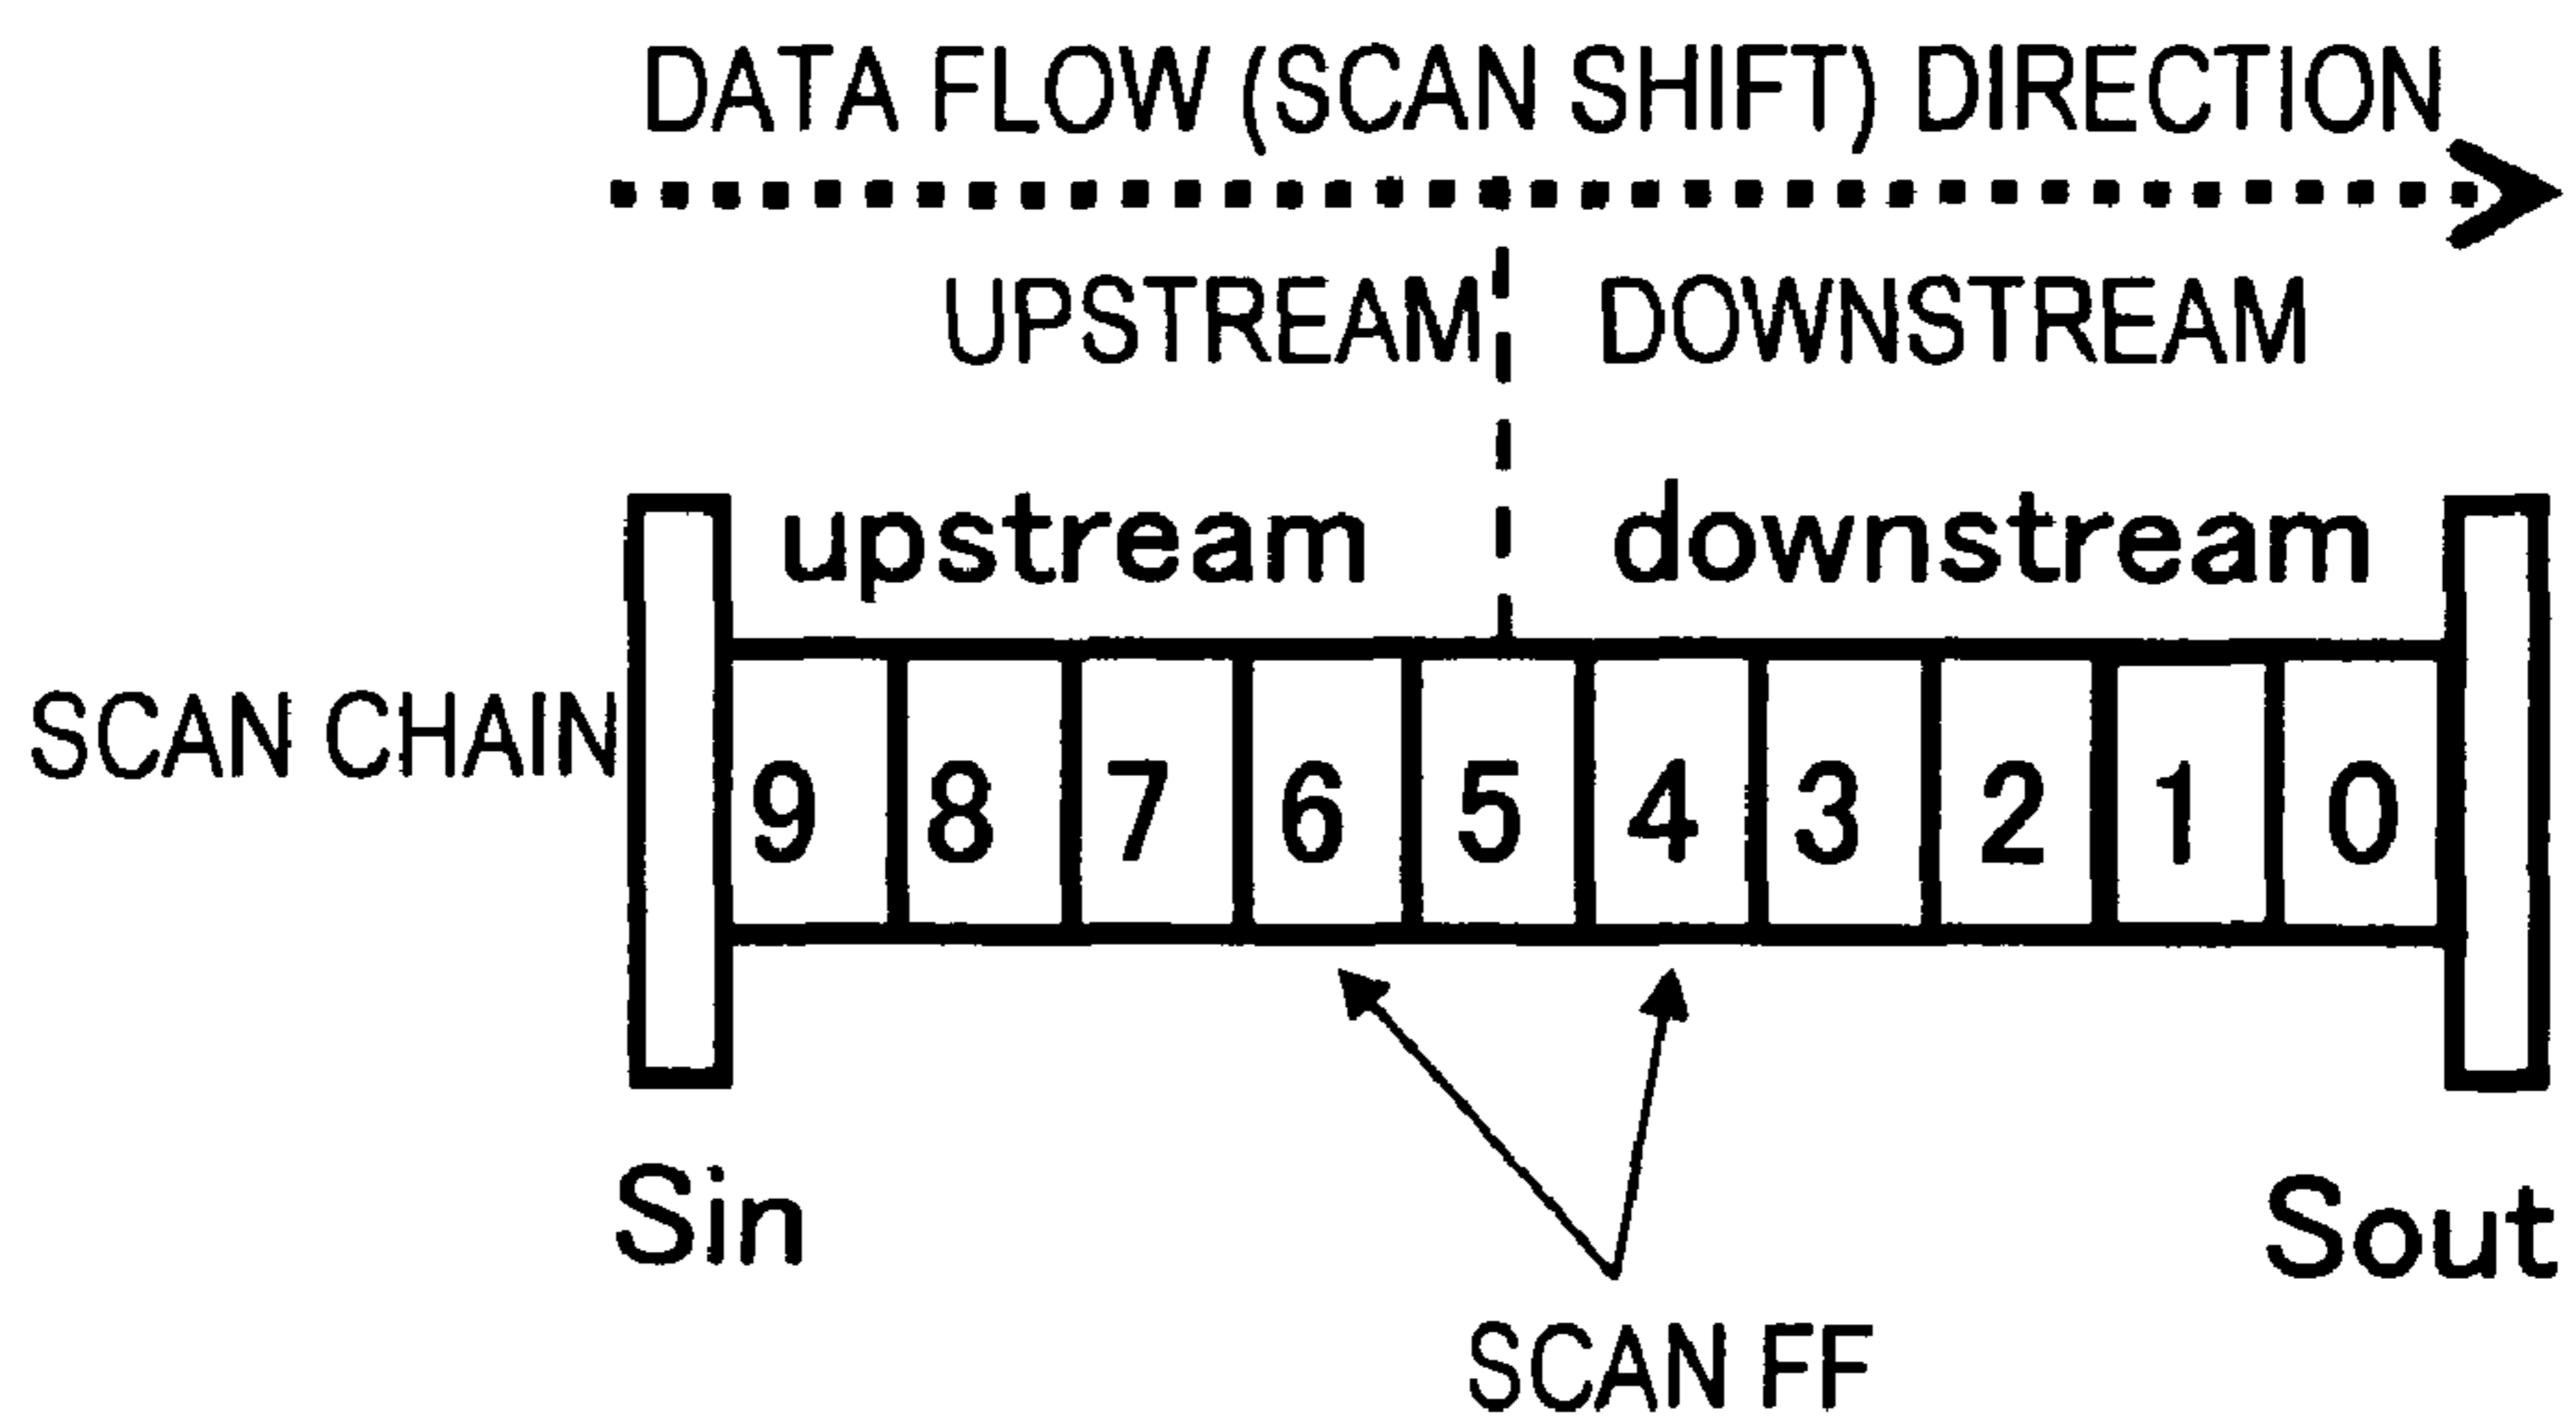 DATA FLOW (SCAN SHIFT) DIRECTION
UPSTREAM DOWNSTREAM
upstream downstream
SCAN CHAIN
9 8 7 6 5 4 3 2 1 0
Sin Sout
SCAN FF